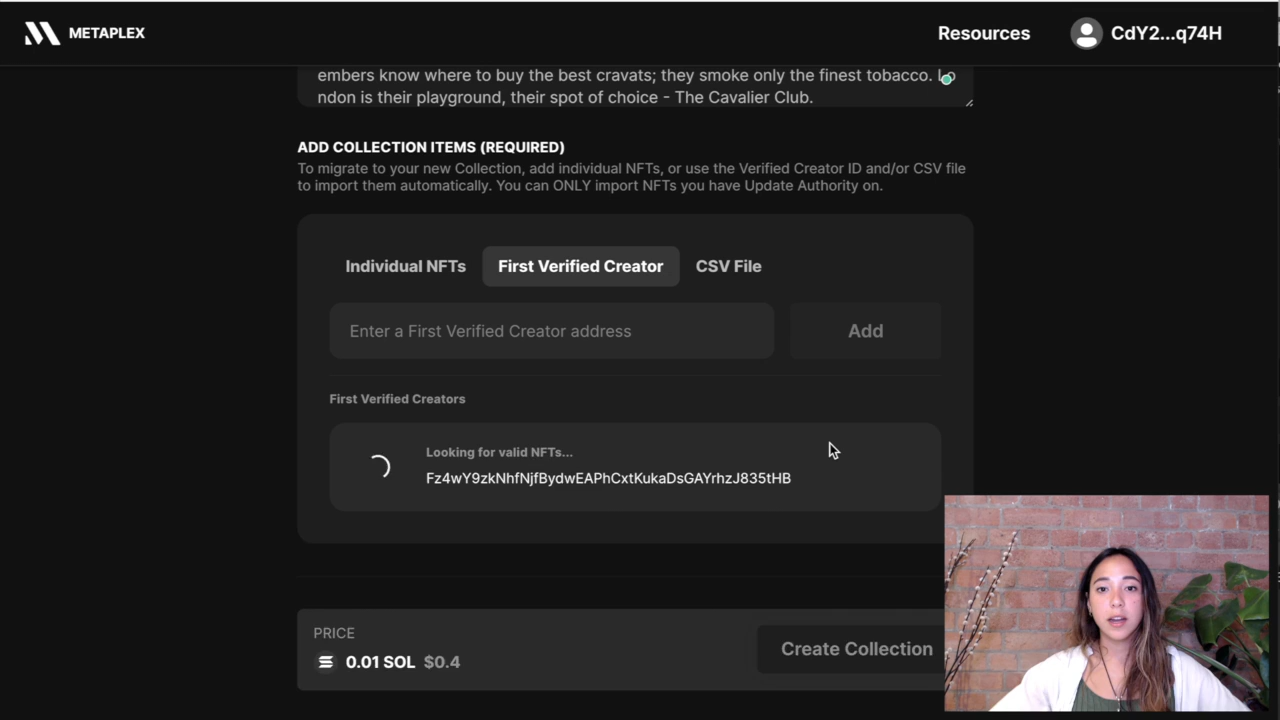 METAPLEX
Resources
CdY2...q74H
embers know where to buy the best cravats; they smoke only the finest tobacco.
ndon is their playground, their spot of choice - The Cavalier Club.
ADD COLLECTION ITEMS (REQUIRED)
To migrate to your new Collection, add individual NFTs, or use the Verified Creator ID and/or CSV file
to import them automatically. You can ONLY import NFTs you have Update Authority on.
Individual NFTs
First Verified Creator
CSV File
Enter a First Verified Creator address
Add
First Verified Creators
Looking for valid NFTs...
Fz4wY9zkNhfNjfBydwEAPhCxtKukaDsGAYrhzJ835tHB
PRICE
0.01 SOL $0.4
Create Collection